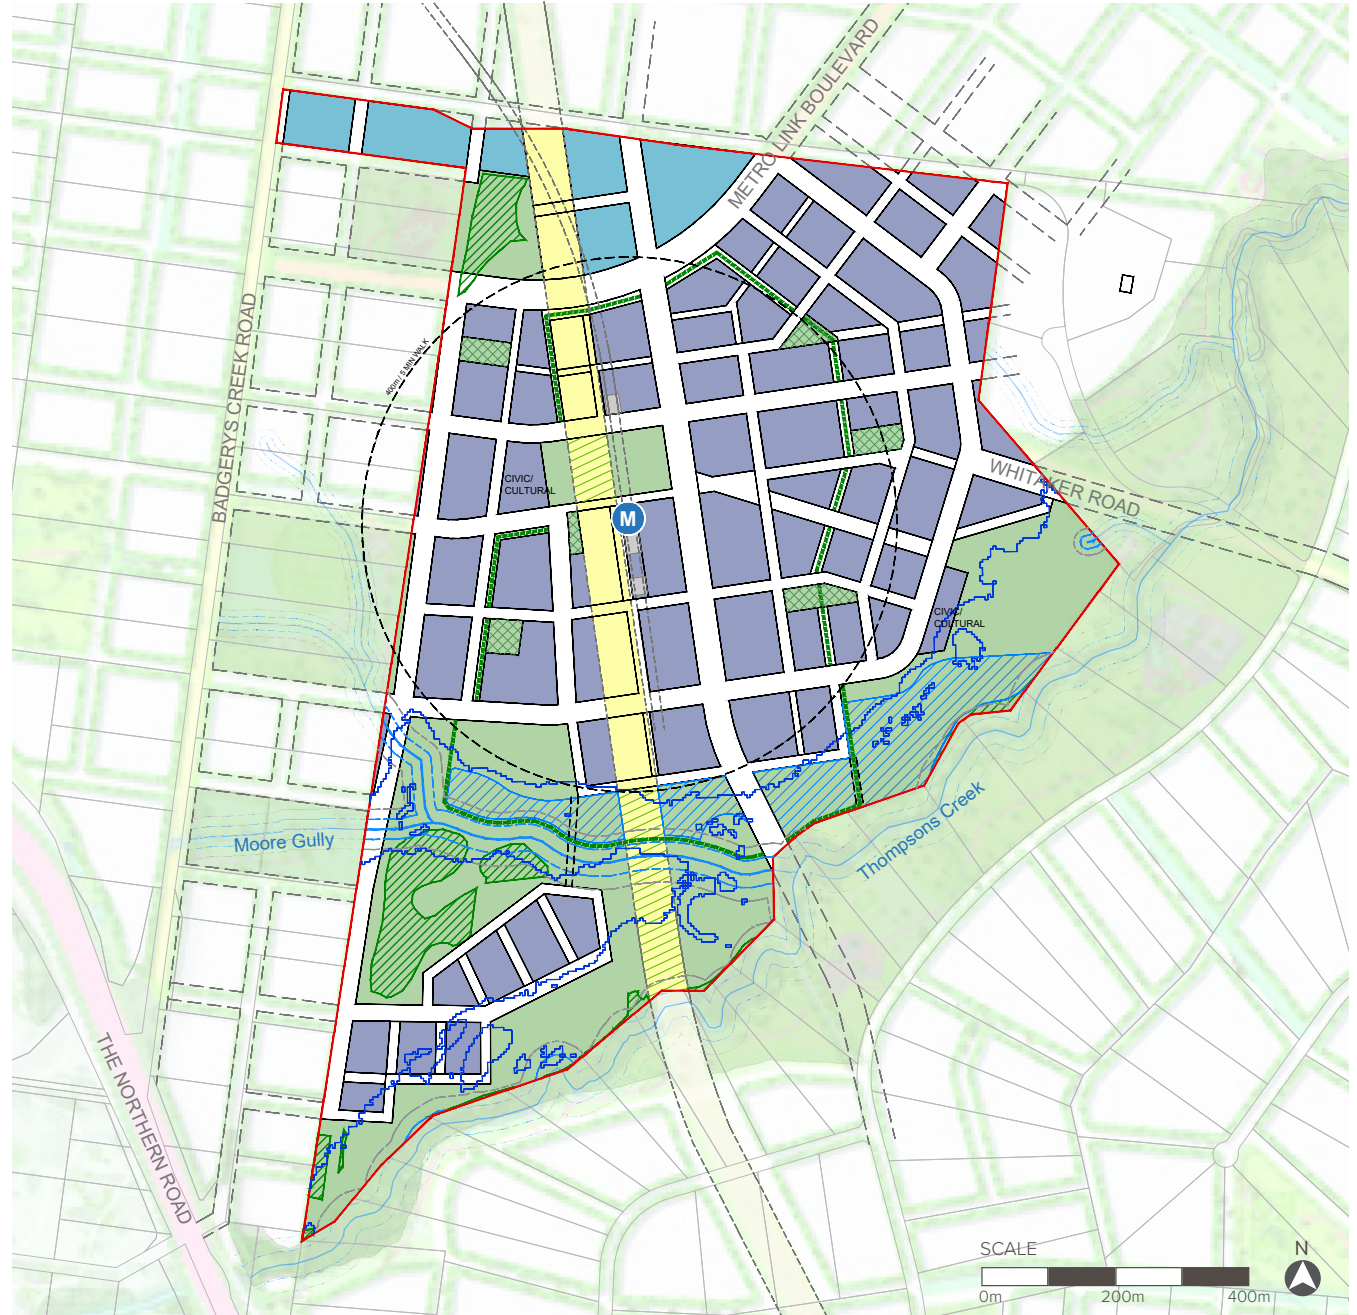 METRO LINK BOULEVARD
BADGERYS CREEK ROAD
400m / 5 MIN WALK
CIVIC/
CULTURAL
M
WHITAKER ROAD
CIVIC/
CULTURAL
Moore Gully
Thompsons Creek
THE NORTHERN ROAD
SCALE
N
0m 200m 400m